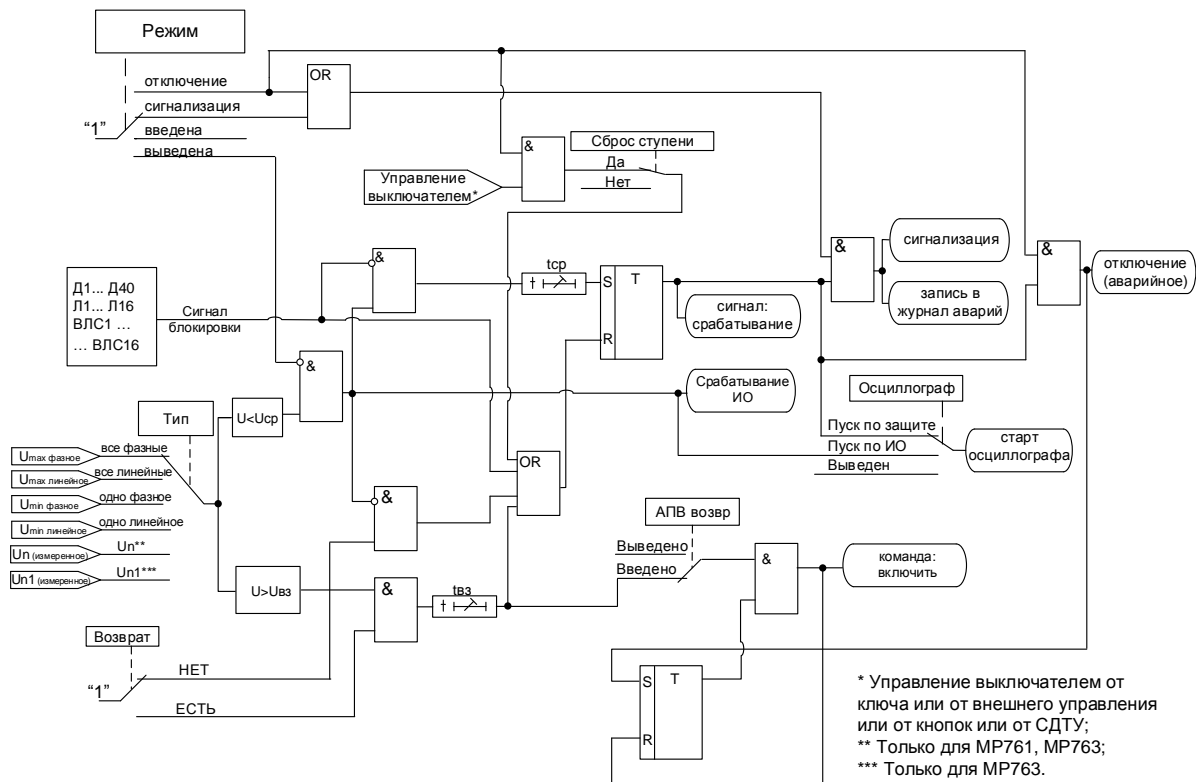 Режим
отключение
сигнализация
"1"
введена
выведена
OR
&
Сброс ступени
Да
Нет
Управление
выключателем*
Д1... Д40
Л1... Л16
ВЛС1 ...
... ВЛС16
Сигнал
блокировки
&
tср
S
T
R
сигнал:
срабатывание
&
сигнализация
запись в
журнал аварий
&
отключение
(аварийное)
&
Срабатывание
ИО
Осциллограф
Пуск по защите
Пуск по ИО
Выведен
старт
осциллографа
Тип
U<Uср
Umax фазное
все фазные
Umax линейное
все линейные
Umin фазное
одно фазное
Umin линейное
одно линейное
Un (измеренное)
Un**
Un1 (измеренное)
Un1***
OR
&
U>Uвз
&
tвз
АПВ возвр
Выведено
Введено
&
команда:
включить
Возврат
НЕТ
"1"
ЕСТЬ
S
T
R
* Управление выключателем от
ключа или от внешнего управления
или от кнопок или от СДТУ;
** Только для МР761, МР763;
*** Только для МР763.